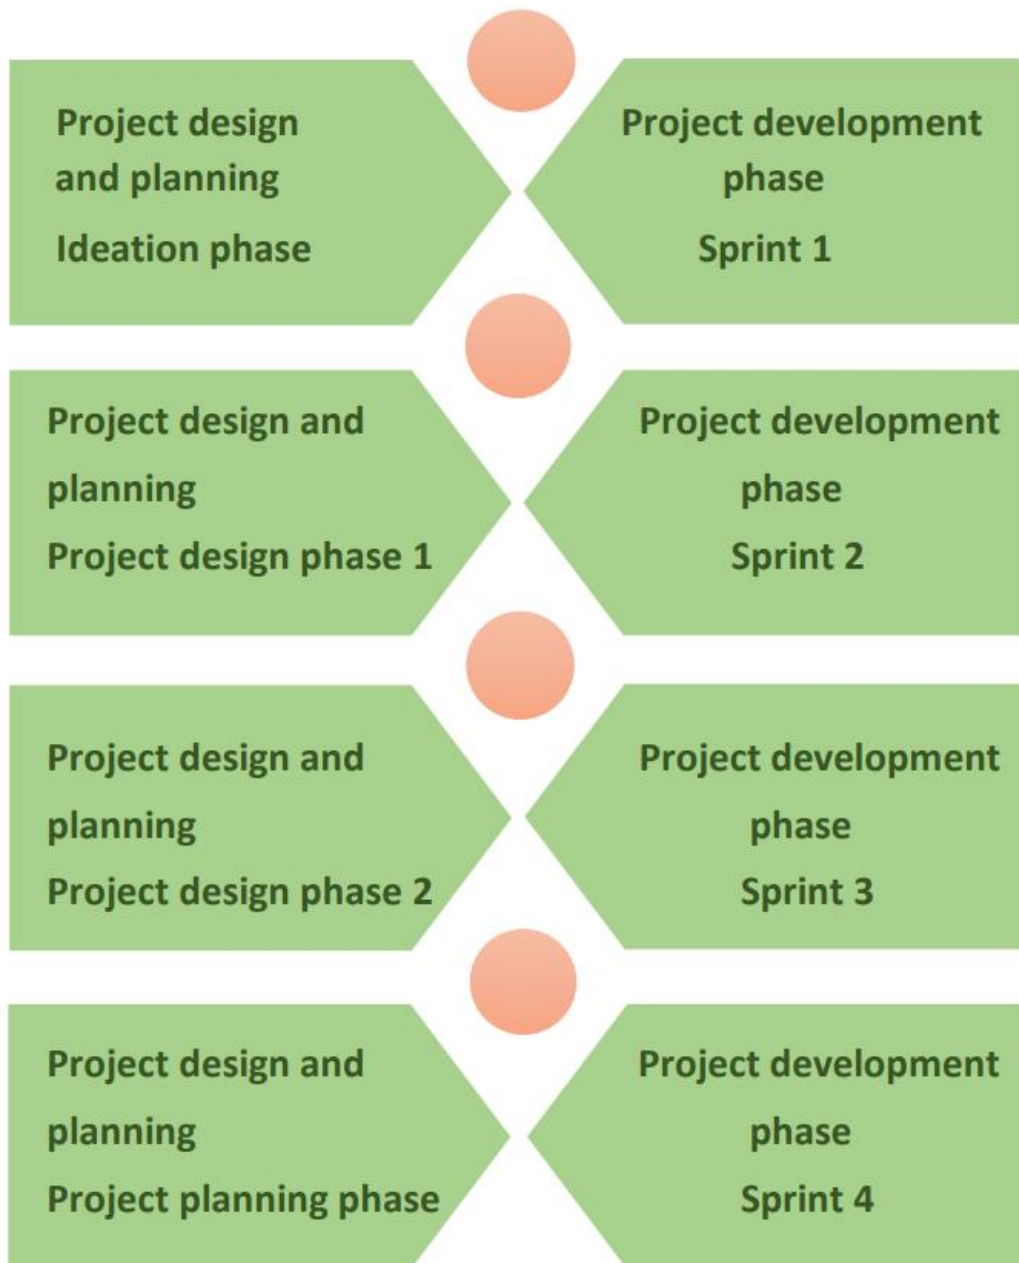 Project design
and planning
Ideation phase
Project development
phase
Sprint 1
Project design and
planning
Project design phase 1
Project development
phase
Sprint 2
Project design and
planning
Project design phase 2
Project development
phase
Sprint 3
Project design and
planning
Project planning phase
Project development
phase
Sprint 4